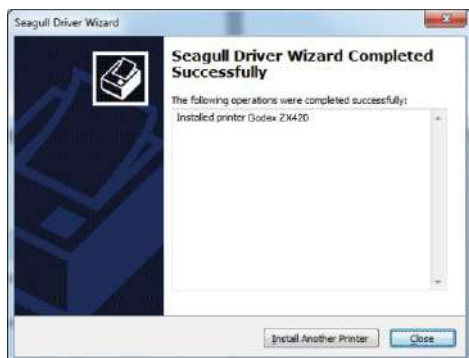 Seagull Driver Wizard
Seagull Driver Wizard Completed
Successfully
The following operations were completed successfully:
Installed printer Godex ZX420
Install Another Printer
Close